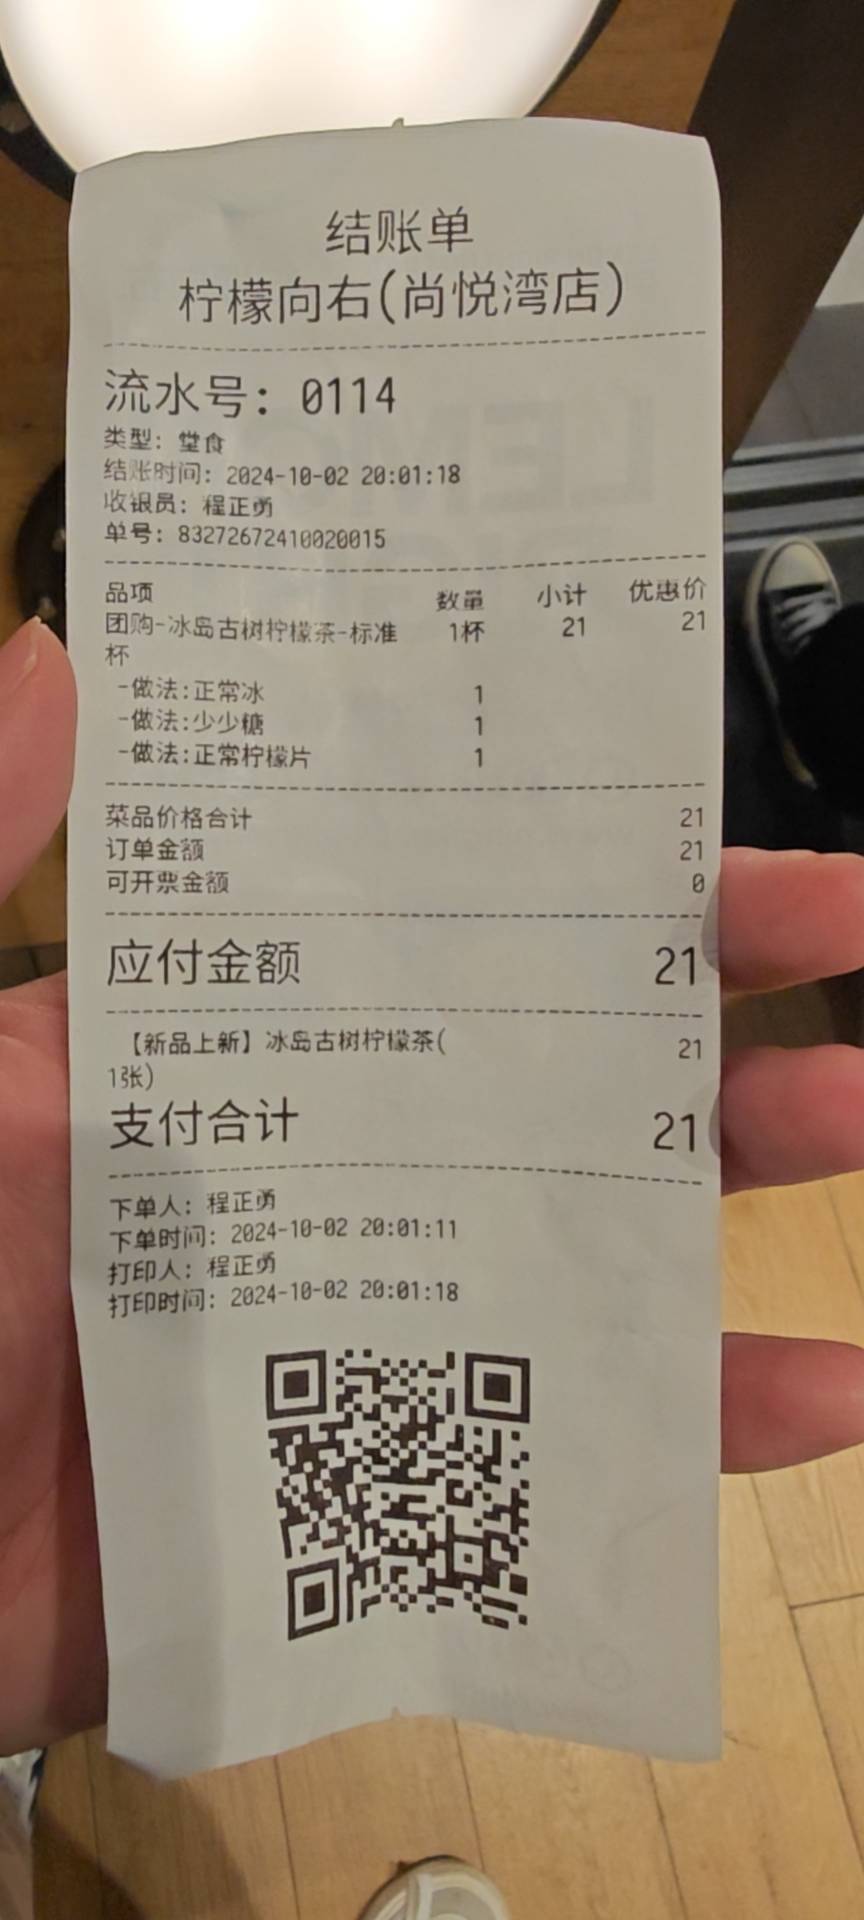 结账单
柠檬向右(尚悦湾店)
流水号: 0114
类型: 堂食
结账时间: 2024-10-02 20:01:18
收银员: 程正勇
单号: 83272672410020015
品项 数量 小计 优惠价
团购-冰岛古树柠檬茶-标准 1杯 21 21
杯
-做法:正常冰 1
-做法:少少糖 1
-做法:正常柠檬片 1
菜品价格合计 21
订单金额 21
可开票金额 0
应付金额 21
【新品上新】冰岛古树柠檬茶( 21
1张)
支付合计 21
下单人: 程正勇
下单时间: 2024-10-02 20:01:11
打印人: 程正勇
打印时间: 2024-10-02 20:01:18